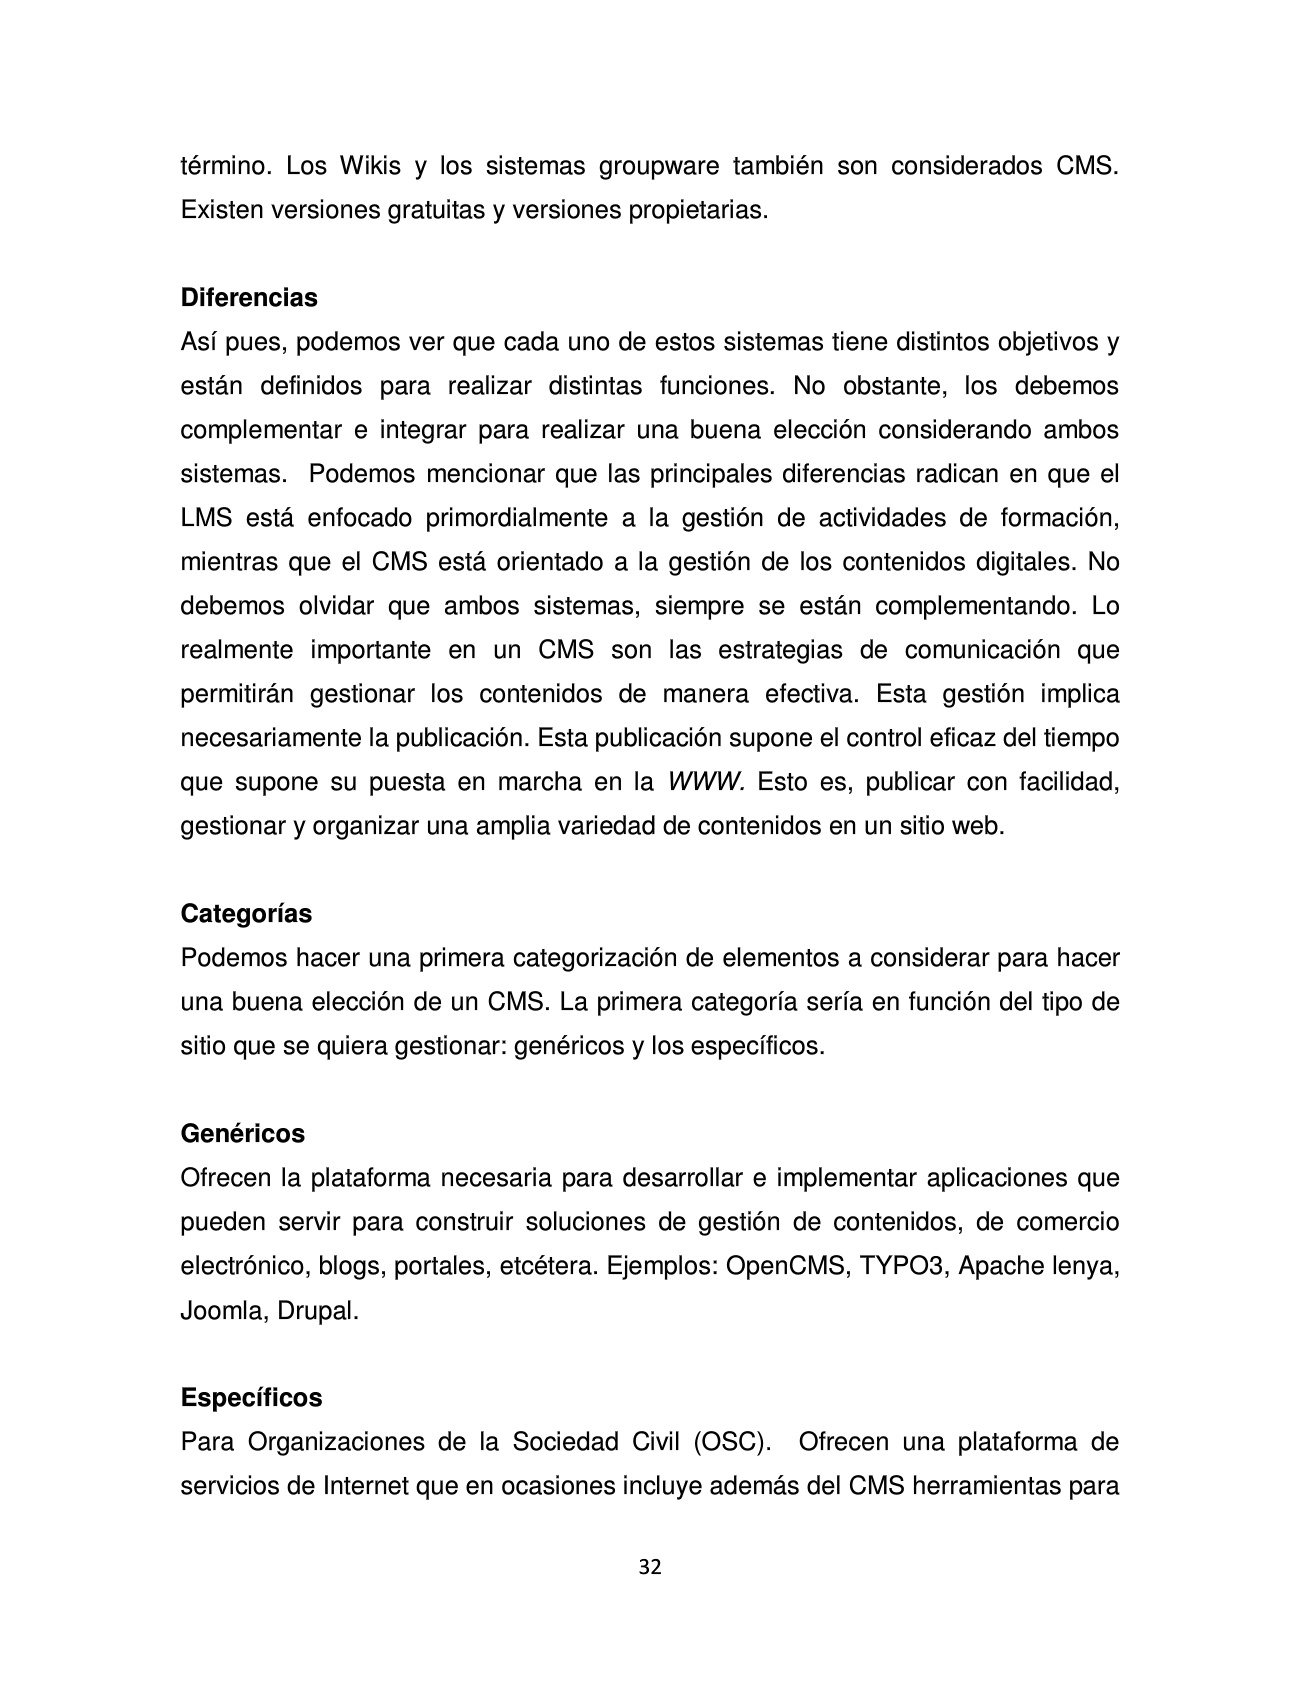 término. Los Wikis y los sistemas groupware también son considerados CMS.
Existen versiones gratuitas y versiones propietarias.
Diferencias
Así pues, podemos ver que cada uno de estos sistemas tiene distintos objetivos y
están definidos para realizar distintas funciones. No obstante, los debemos
complementar e integrar para realizar una buena elección considerando ambos
sistemas.  Podemos mencionar que las principales diferencias radican en que el
LMS está enfocado primordialmente a la gestión de actividades de formación,
mientras que el CMS está orientado a la gestión de los contenidos digitales. No
debemos olvidar que ambos sistemas, siempre se están complementando. Lo
realmente importante en un CMS son las estrategias de comunicación que
permitirán gestionar los contenidos de manera efectiva. Esta gestión implica
necesariamente la publicación. Esta publicación supone el control eficaz del tiempo
que supone su puesta en marcha en la WWW. Esto es, publicar con facilidad,
gestionar y organizar una amplia variedad de contenidos en un sitio web.
Categorías
Podemos hacer una primera categorización de elementos a considerar para hacer
una buena elección de un CMS. La primera categoría sería en función del tipo de
sitio que se quiera gestionar: genéricos y los específicos.
Genéricos
Ofrecen la plataforma necesaria para desarrollar e implementar aplicaciones que
pueden servir para construir soluciones de gestión de contenidos, de comercio
electrónico, blogs, portales, etcétera. Ejemplos: OpenCMS, TYPO3, Apache lenya,
Joomla, Drupal.
Específicos
Para Organizaciones de la Sociedad Civil (OSC).  Ofrecen una plataforma de
servicios de Internet que en ocasiones incluye además del CMS herramientas para
32